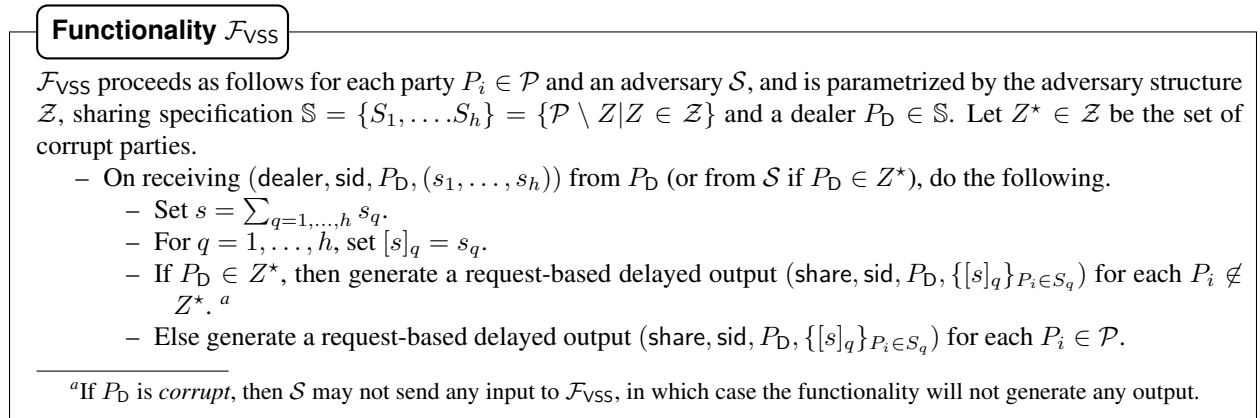 Functionality 𝓕_VSS
𝓕_VSS proceeds as follows for each party P_i ∈ 𝒫 and an adversary 𝒮, and is parametrized by the adversary structure
𝒵, sharing specification 𝕊 = {S_1, . . . .S_h} = {𝒫 \ Z|Z ∈ 𝒵} and a dealer P_D ∈ 𝕊. Let Z^⋆ ∈ 𝒵 be the set of
corrupt parties.
– On receiving (dealer, sid, P_D, (s_1, . . . , s_h)) from P_D (or from 𝒮 if P_D ∈ Z^⋆), do the following.
– Set s = ∑_{q=1,...,h} s_q.
– For q = 1, . . . , h, set [s]_q = s_q.
– If P_D ∈ Z^⋆, then generate a request-based delayed output (share, sid, P_D, {[s]_q}_{P_i∈S_q}) for each P_i ∉
Z^⋆. ^a
– Else generate a request-based delayed output (share, sid, P_D, {[s]_q}_{P_i∈S_q}) for each P_i ∈ 𝒫.
^aIf P_D is corrupt, then 𝒮 may not send any input to 𝓕_VSS, in which case the functionality will not generate any output.